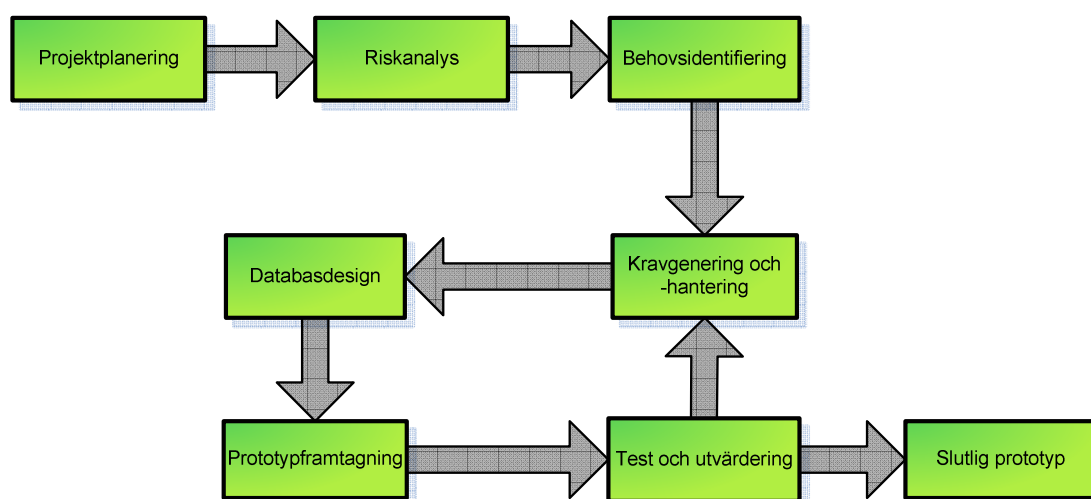 Projektplanering
Riskanalys
Behovsidentifiering
Databasdesign
Kravgenering och
-hantering
Prototypframtagning
Test och utvärdering
Slutlig prototyp